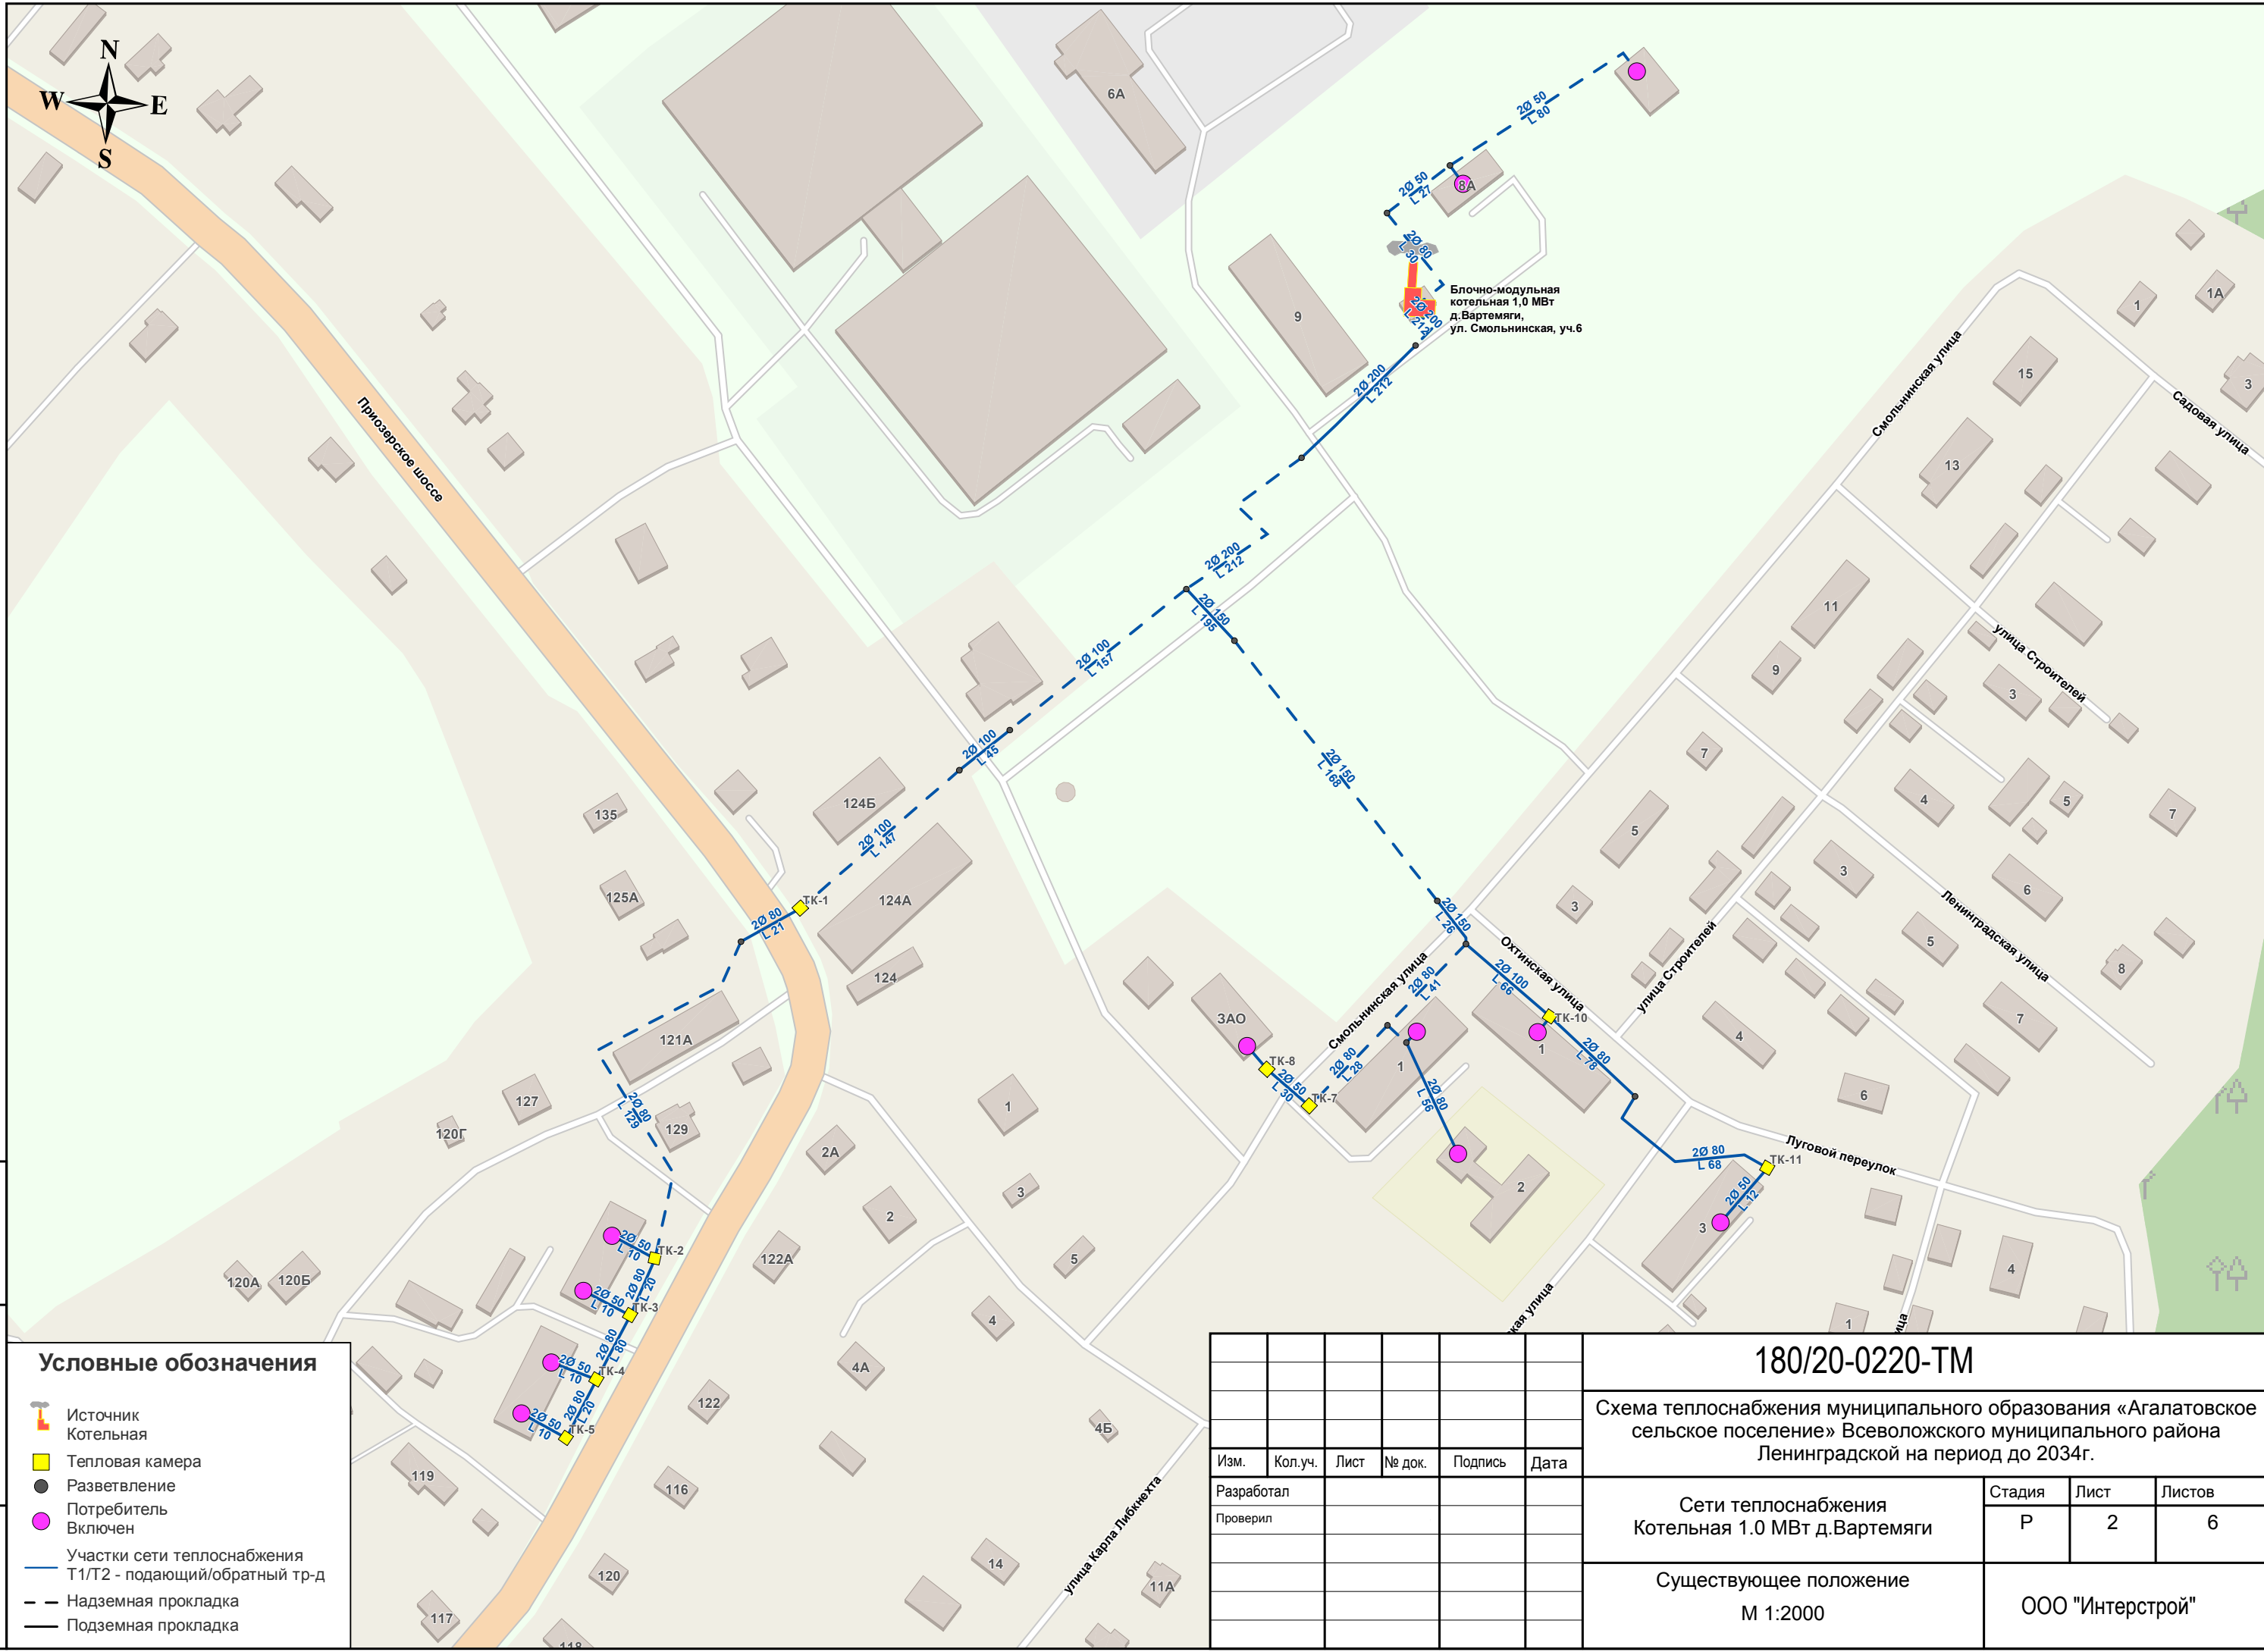 N
W
E
S
6А
2Ø 50
L 80
8А
2Ø 50
L 27
2Ø 80
L 30
Блочно-модульная
котельная 1,0 МВт
д.Вартемяги,
ул. Смольнинская, уч.6
2Ø 200
L 212
9
2Ø 200
L 212
2Ø 200
L 212
2Ø 150
L 195
2Ø 100
L 157
2Ø 100
L 45
2Ø 100
L 147
2Ø 150
L 168
2Ø 150
L 26
Приозерское шоссе
Смольнинская улица
Садовая улица
1
1А
3
15
13
11
9
7
5
3
улица Строителей
3
4
5
7
3
6
5
8
7
4
6
Ленинградская улица
улица Строителей
Охтинская улица
Смольнинская улица
Луговой переулок
124Б
124А
124
135
125А
ТК-1
2Ø 80
L 21
121А
127
120Г
129
2Ø 80
L 129
ЗАО
ТК-8
2Ø 50
L 30
ТК-7
2Ø 80
L 28
2Ø 80
L 41
2Ø 100
L 66
ТК-10
1
1
2Ø 80
L 78
2Ø 80
L 56
2
2Ø 80
L 68
ТК-11
2Ø 50
L 12
3
4
1
1
2А
3
2
5
122А
4
4А
4Б
122
116
14
11А
120
118
117
119
120А
120Б
2Ø 50
L 10
ТК-2
2Ø 80
L 20
2Ø 50
L 10
ТК-3
2Ø 80
L 80
2Ø 50
L 10
ТК-4
2Ø 80
L 20
2Ø 50
L 10
ТК-5
улица Карла Либкнехта
ская улица
ица
Условные обозначения
Источник
Котельная
Тепловая камера
Разветвление
Потребитель
Включен
Участки сети теплоснабжения
Т1/Т2 - подающий/обратный тр-д
Надземная прокладка
Подземная прокладка
180/20-0220-ТМ
Схема теплоснабжения муниципального образования «Агалатовское
сельское поселение» Всеволожского муниципального района
Ленинградской на период до 2034г.
Изм.
Кол.уч.
Лист
№ док.
Подпись
Дата
Разработал
Проверил
Сети теплоснабжения
Котельная 1.0 МВт д.Вартемяги
Стадия
Лист
Листов
Р
2
6
Существующее положение
М 1:2000
ООО "Интерстрой"